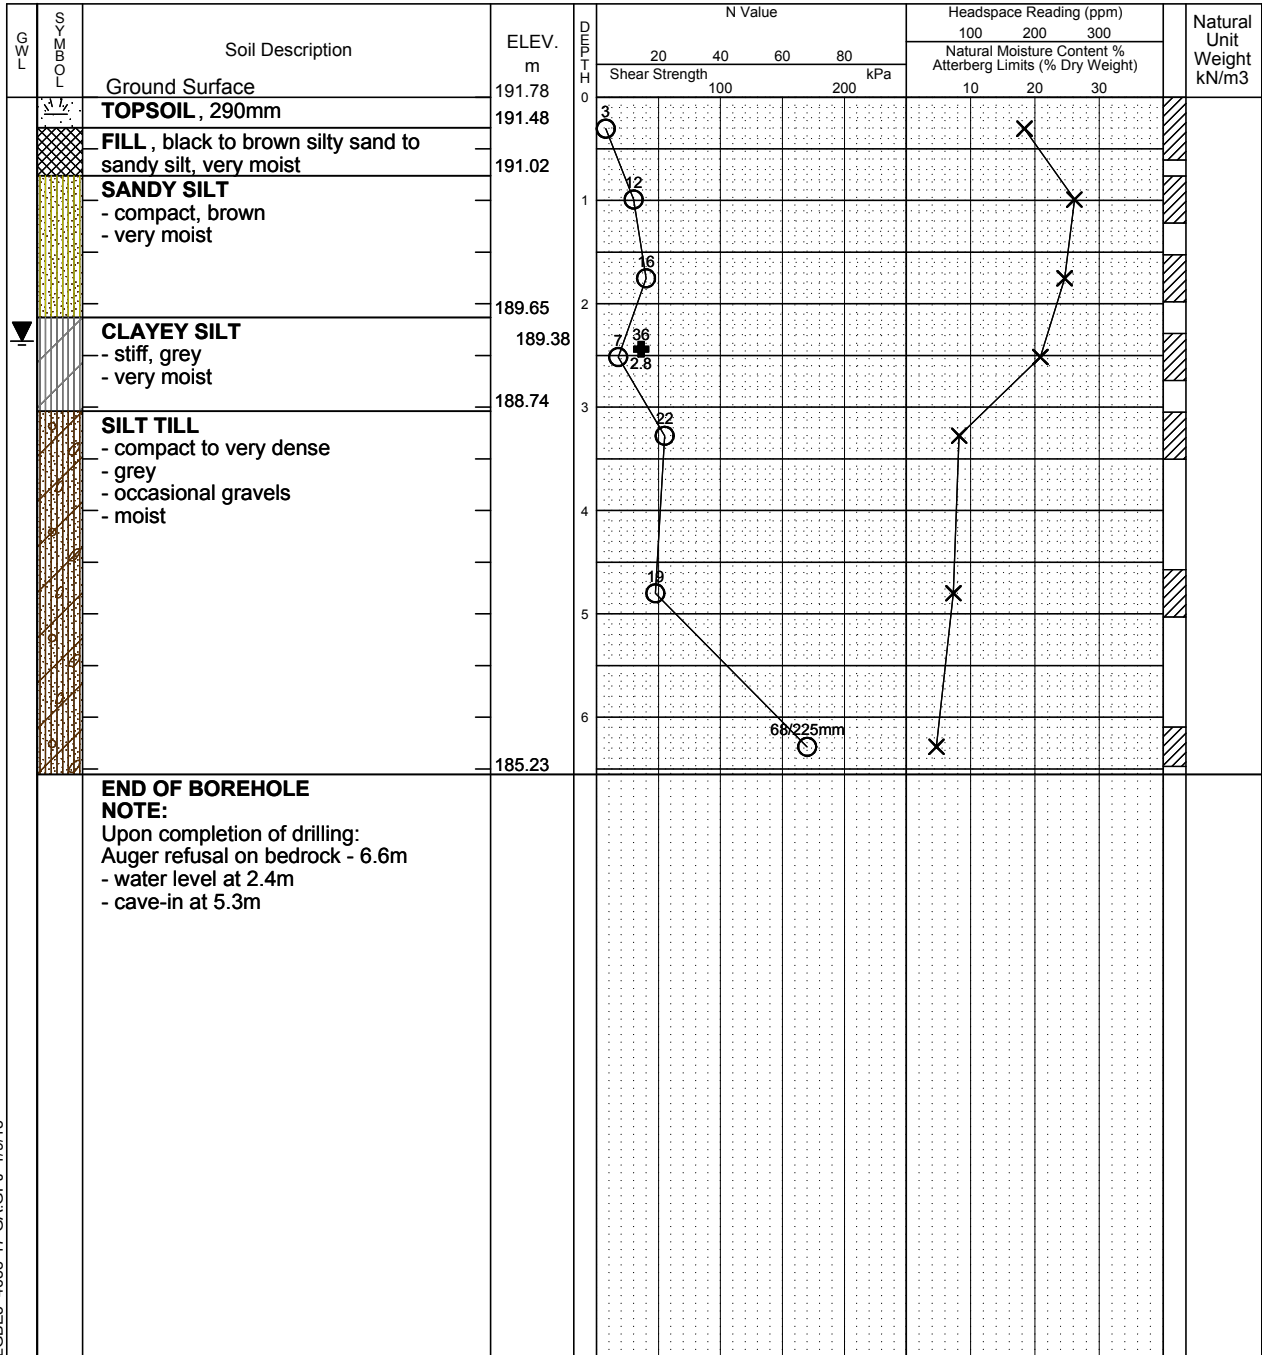 GWL
SYMBOL
Soil Description
Ground Surface
ELEV.
m
191.78
DEPTH
N Value
20 40 60 80
Shear Strength kPa
100 200
Headspace Reading (ppm)
100 200 300
Natural Moisture Content %
Atterberg Limits (% Dry Weight)
10 20 30
Natural
Unit
Weight
kN/m3
0
TOPSOIL, 290mm
191.48
3
FILL, black to brown silty sand to
sandy silt, very moist
191.02
SANDY SILT
- compact, brown
- very moist
12
1
16
2
189.65
CLAYEY SILT
189.38
- stiff, grey
- very moist
7
36
2.8
188.74
3
SILT TILL
- compact to very dense
- grey
- occasional gravels
- moist
22
4
19
5
6
68/225mm
185.23
END OF BOREHOLE
NOTE:
Upon completion of drilling:
Auger refusal on bedrock - 6.6m
- water level at 2.4m
- cave-in at 5.3m